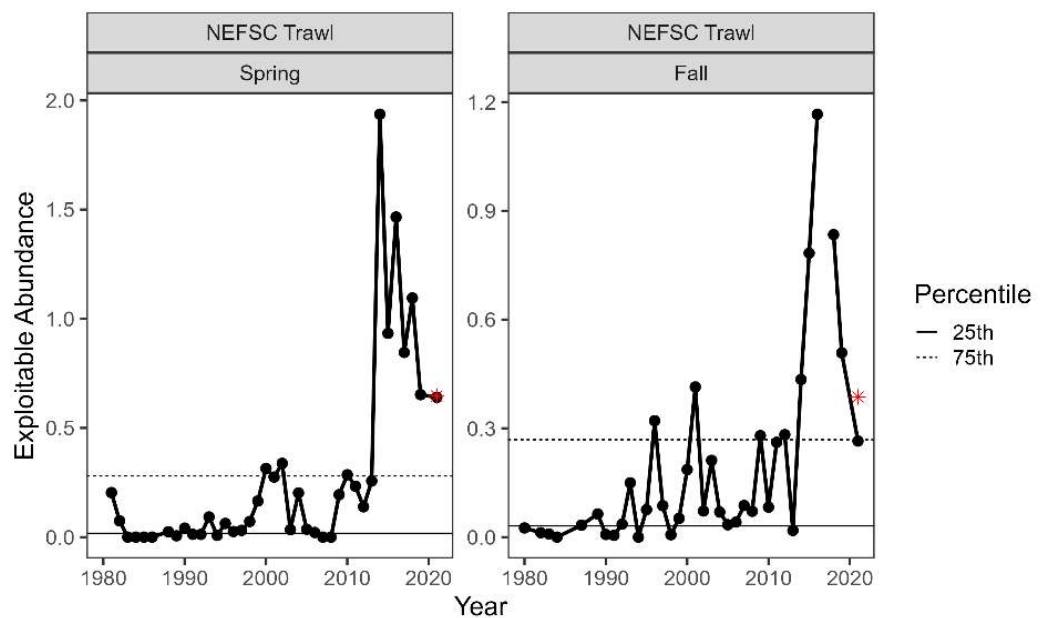 NEFSC Trawl
Spring
2.0
1.5
1.0
0.5
0.0
1980 1990 2000 2010 2020
NEFSC Trawl
Fall
1.2
0.9
0.6
0.3
0.0
1980 1990 2000 2010 2020
Exploitable Abundance
Year
Percentile
25th
75th